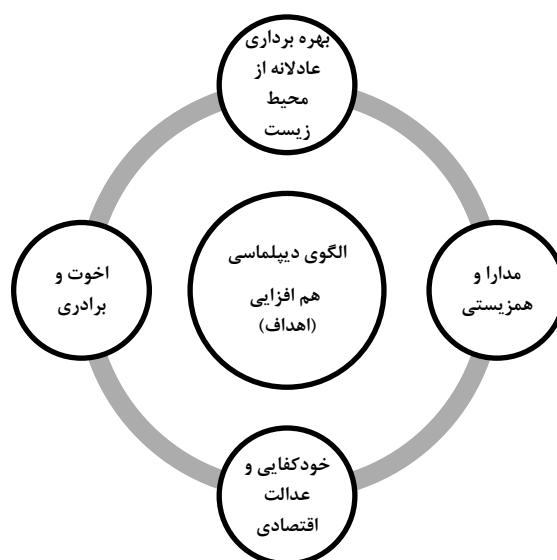 بهره برداری
عادلانه از
محیط
زیست
مدارا و
همزیستی
الگوی دیپلماسی
هم افزایی
(اهداف)
اخوت و
برادری
خودکفایی و
عدالت
اقتصادی